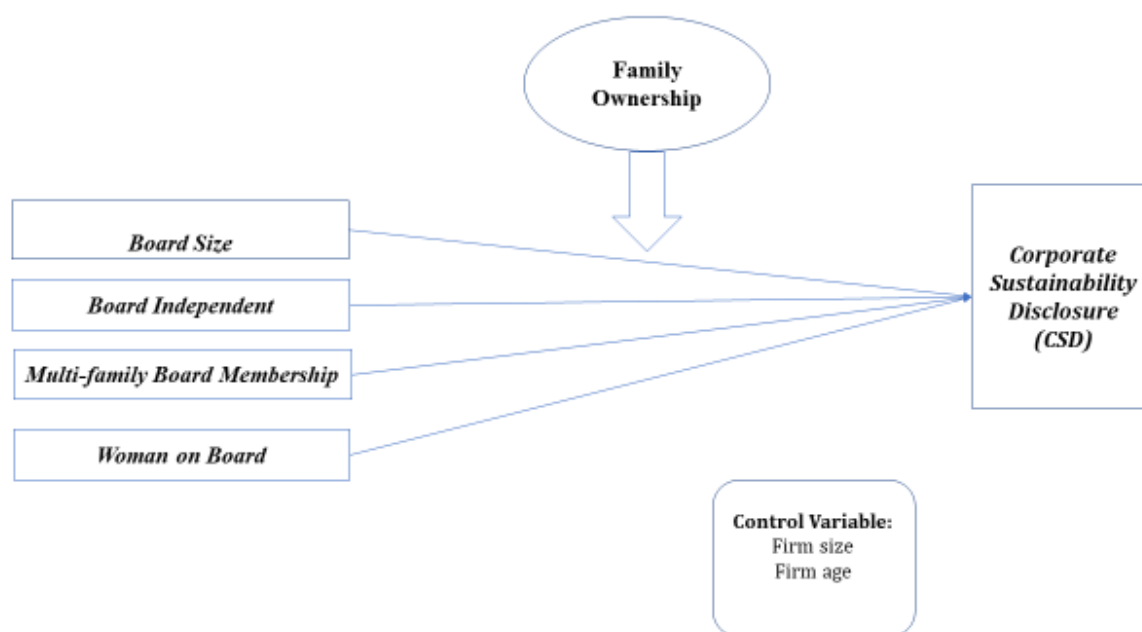 Family
Ownership
Board Size
Board Independent
Multi-family Board Membership
Woman on Board
Corporate
Sustainability
Disclosure
(CSD)
Control Variable:
Firm size
Firm age